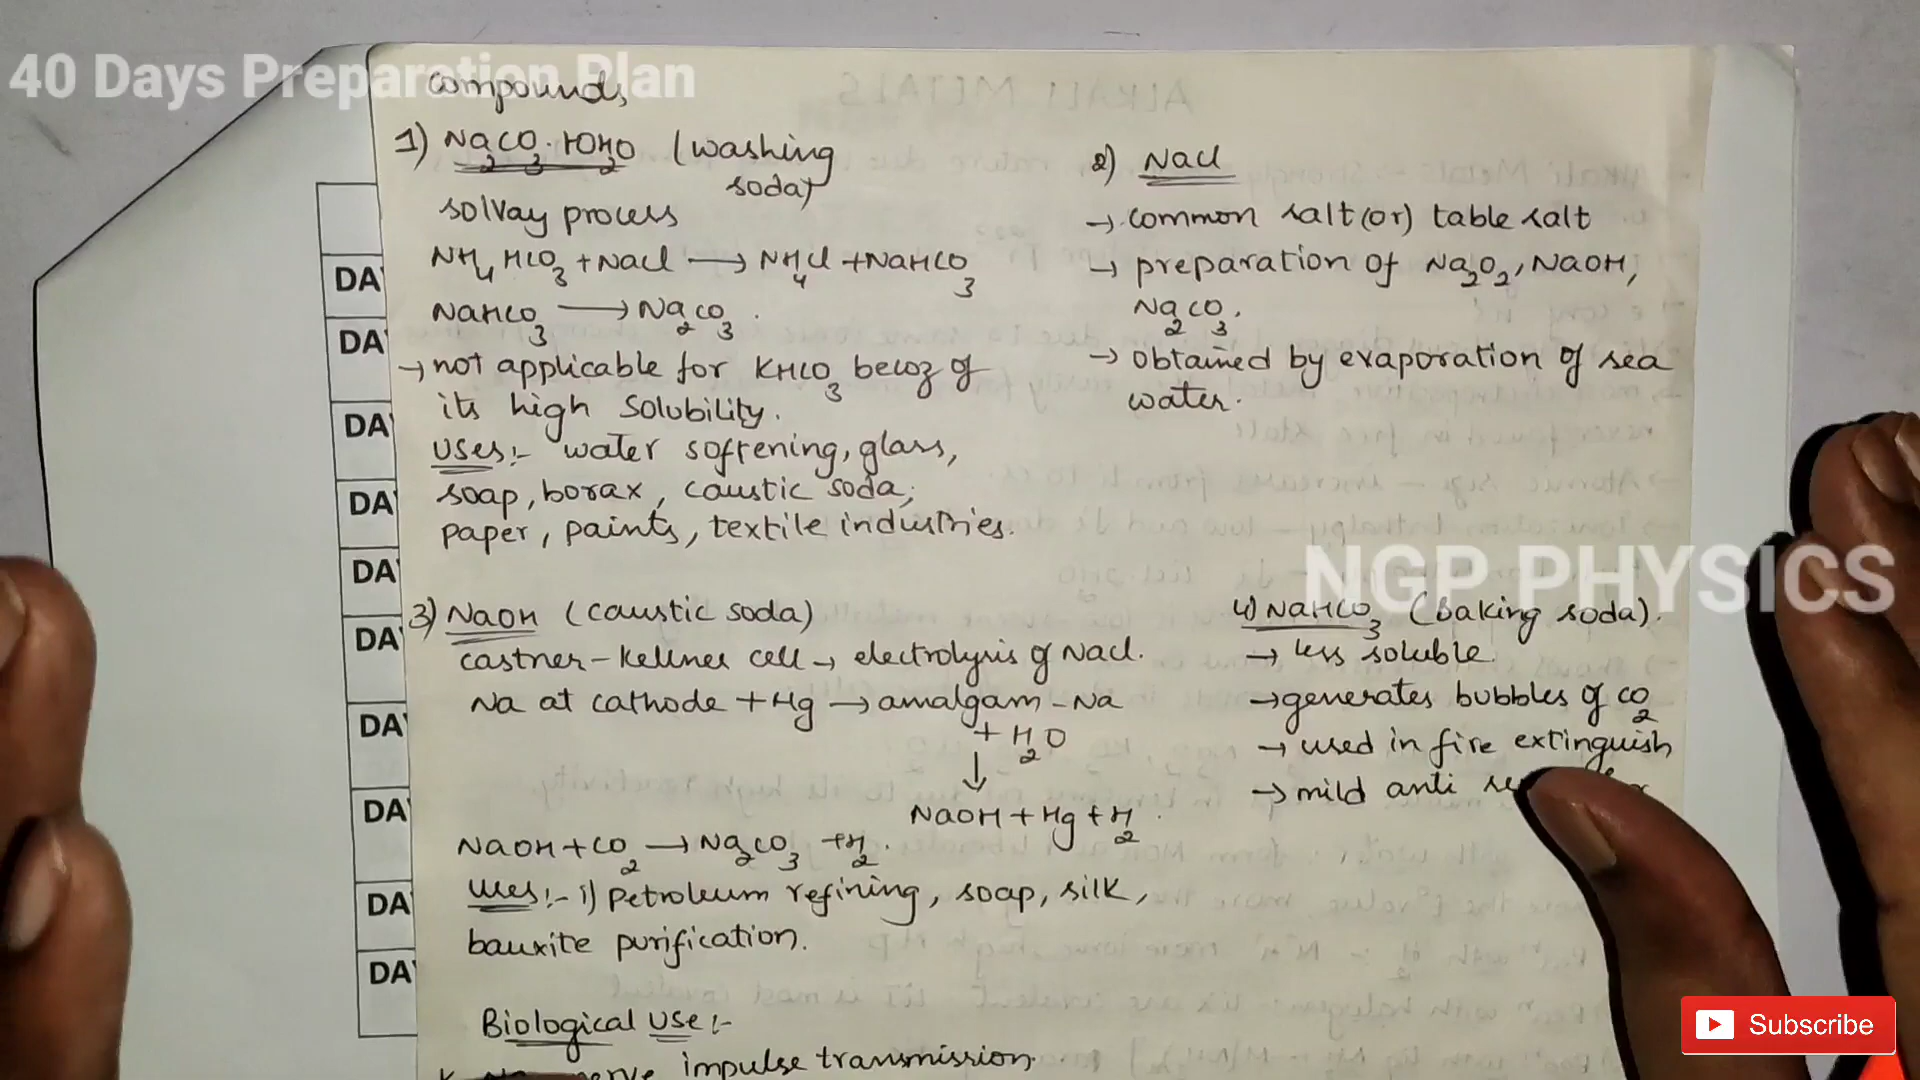 40 Days Preparation Plan
compounds
1) Na2CO3.10H2O (washing
soda)
solvay process
NH4HCO3 + NaCl → NH4Cl + NaHCO3
NaHCO3 → Na2CO3.
→ not applicable for KHCO3 becoz of
its high solubility.
uses:- water softening, glass,
soap, borax, caustic soda,
paper, paints, textile industries.
2) NaCl
→ common salt (or) table salt
→ preparation of Na2O2, NaOH,
Na2CO3.
→ obtained by evaporation of sea
water.
3) NaOH (caustic soda)
castner-kellner cell → electrolysis of NaCl.
Na at cathode + Hg → amalgam-Na
+ H2O
↓
NaOH + Hg + H2.
NaOH + CO2 → Na2CO3 + H2.
uses:- i) Petroleum refining, soap, silk,
bauxite purification.
4) NaHCO3 (baking soda).
→ less soluble.
→ generates bubbles of CO2
→ used in fire extinguish
→ mild anti
Biological use:-
nerve impulse transmission
NGP PHYSICS
Subscribe
DA
DA
DA
DA
DA
DA
DA
DA
DA
DA